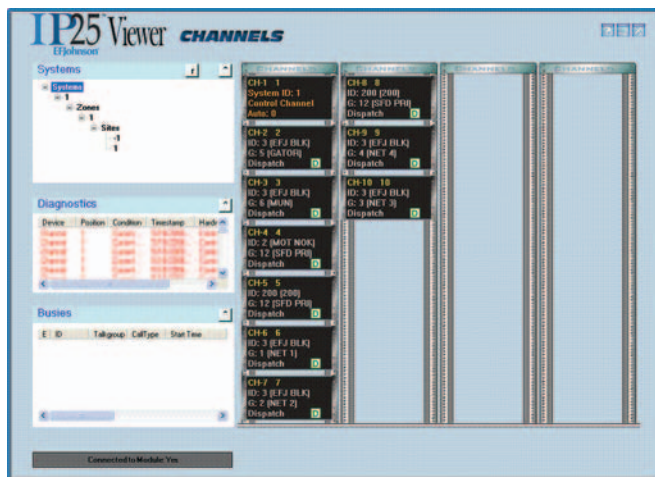 IP25 Viewer CHANNELS
EFJohnson
Systems
r
Systems
1
Zones
1
Sites
-1
1
Diagnostics
Device Position Condition Timestamp Hardv
Busies
E ID Talkgroup CallType Start Time
Connected to Module: Yes
CHANNELS
CH-1 1
System ID: 1
Control Channel
Auto: 0
CH-2 2
ID: 3 (EFJ BLK)
G: 5 (GATOR)
Dispatch D
CH-3 3
ID: 3 (EFJ BLK)
G: 6 (MUN)
Dispatch D
CH-4 4
ID: 2 (MOT NOK)
G: 12 (SFD PRI)
Dispatch D
CH-5 5
ID: 200 (200)
G: 12 (SFD PRI)
Dispatch D
CH-6 6
ID: 3 (EFJ BLK)
G: 1 (NET 1)
Dispatch D
CH-7 7
ID: 3 (EFJ BLK)
G: 2 (NET 2)
Dispatch D
CHANNELS
CH-8 8
ID: 200 (200)
G: 12 (SFD PRI)
Dispatch D
CH-9 9
ID: 3 (EFJ BLK)
G: 4 (NET 4)
Dispatch D
CH-10 10
ID: 3 (EFJ BLK)
G: 3 (NET 3)
Dispatch D
CHANNELS
CHANNELS